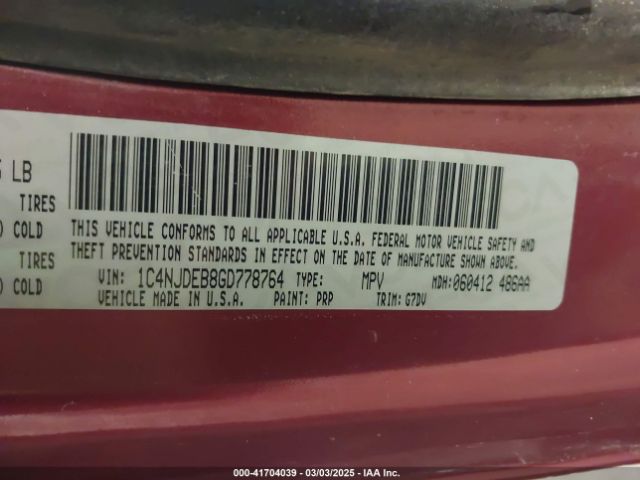 LB
TIRES
COLD
TIRES
COLD
THIS VEHICLE CONFORMS TO ALL APPLICABLE U.S.A. FEDERAL MOTOR VEHICLE SAFETY AND
THEFT PREVENTION STANDARDS IN EFFECT ON THE DATE OF MANUFACTURE SHOWN ABOVE.
VIN: 1C4NJDEB8GD778764 TYPE: MPV MDH:060412 486AA
VEHICLE MADE IN U.S.A. PAINT: PRP TRIM: G7DV
000-41704039 - 03/03/2025 - IAA Inc.